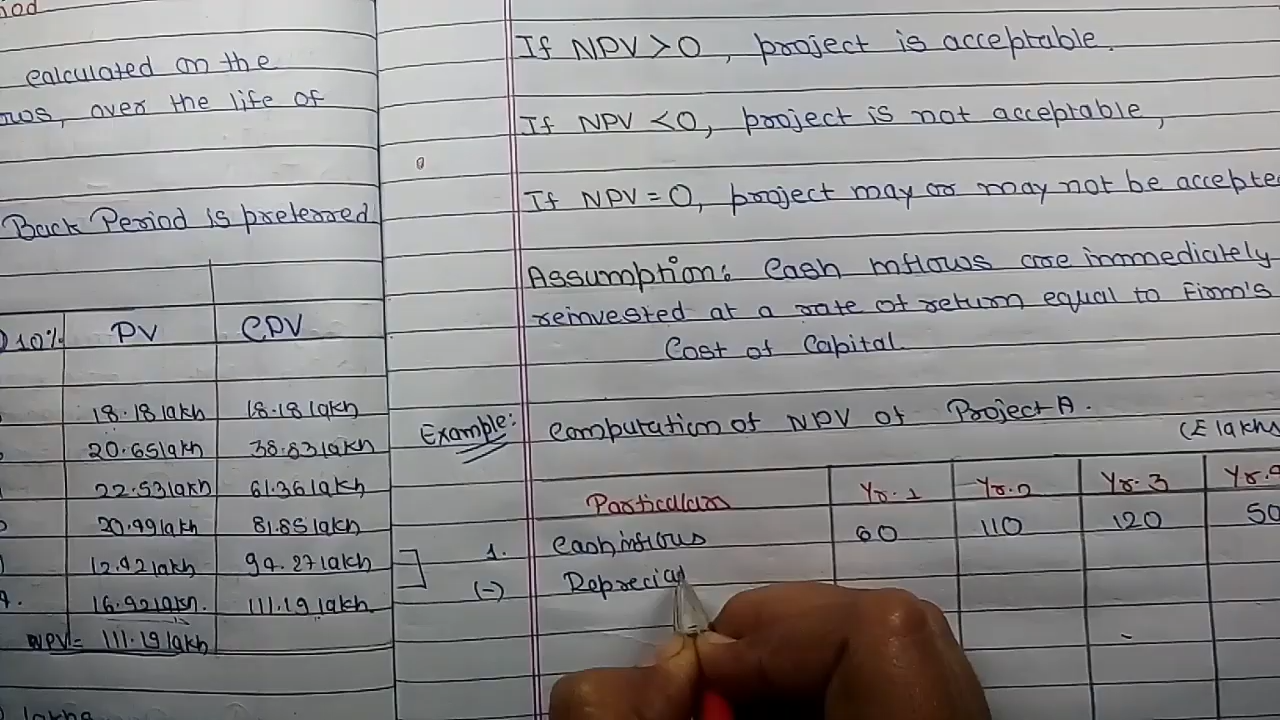 calculated on the
over the life of
Back Period is preferred
10% PV CPV
18.18 lakh 18.18 lakh
20.65 lakh 38.83 lakh
22.53 lakh 61.36 lakh
20.49 lakh 81.85 lakh
12.42 lakh 94.27 lakh
16.92 lakh. 111.19 lakh
NPV= 111.19 lakh
lakhs
If NPV>0, project is acceptable.
If NPV <0, project is not acceptable,
If NPV=0, project may or may not be accepte
Assumption: Cash inflows are immediately
reinvested at a rate of return equal to Firm's
Cost of Capital.
Example: Computation of NPV of Project A.
(₹ lakhs
Particulars Yr.1 Yr.2 Yr.3 Yr.4
1. Cash inflows 60 110 120 50
(-) Depreciat